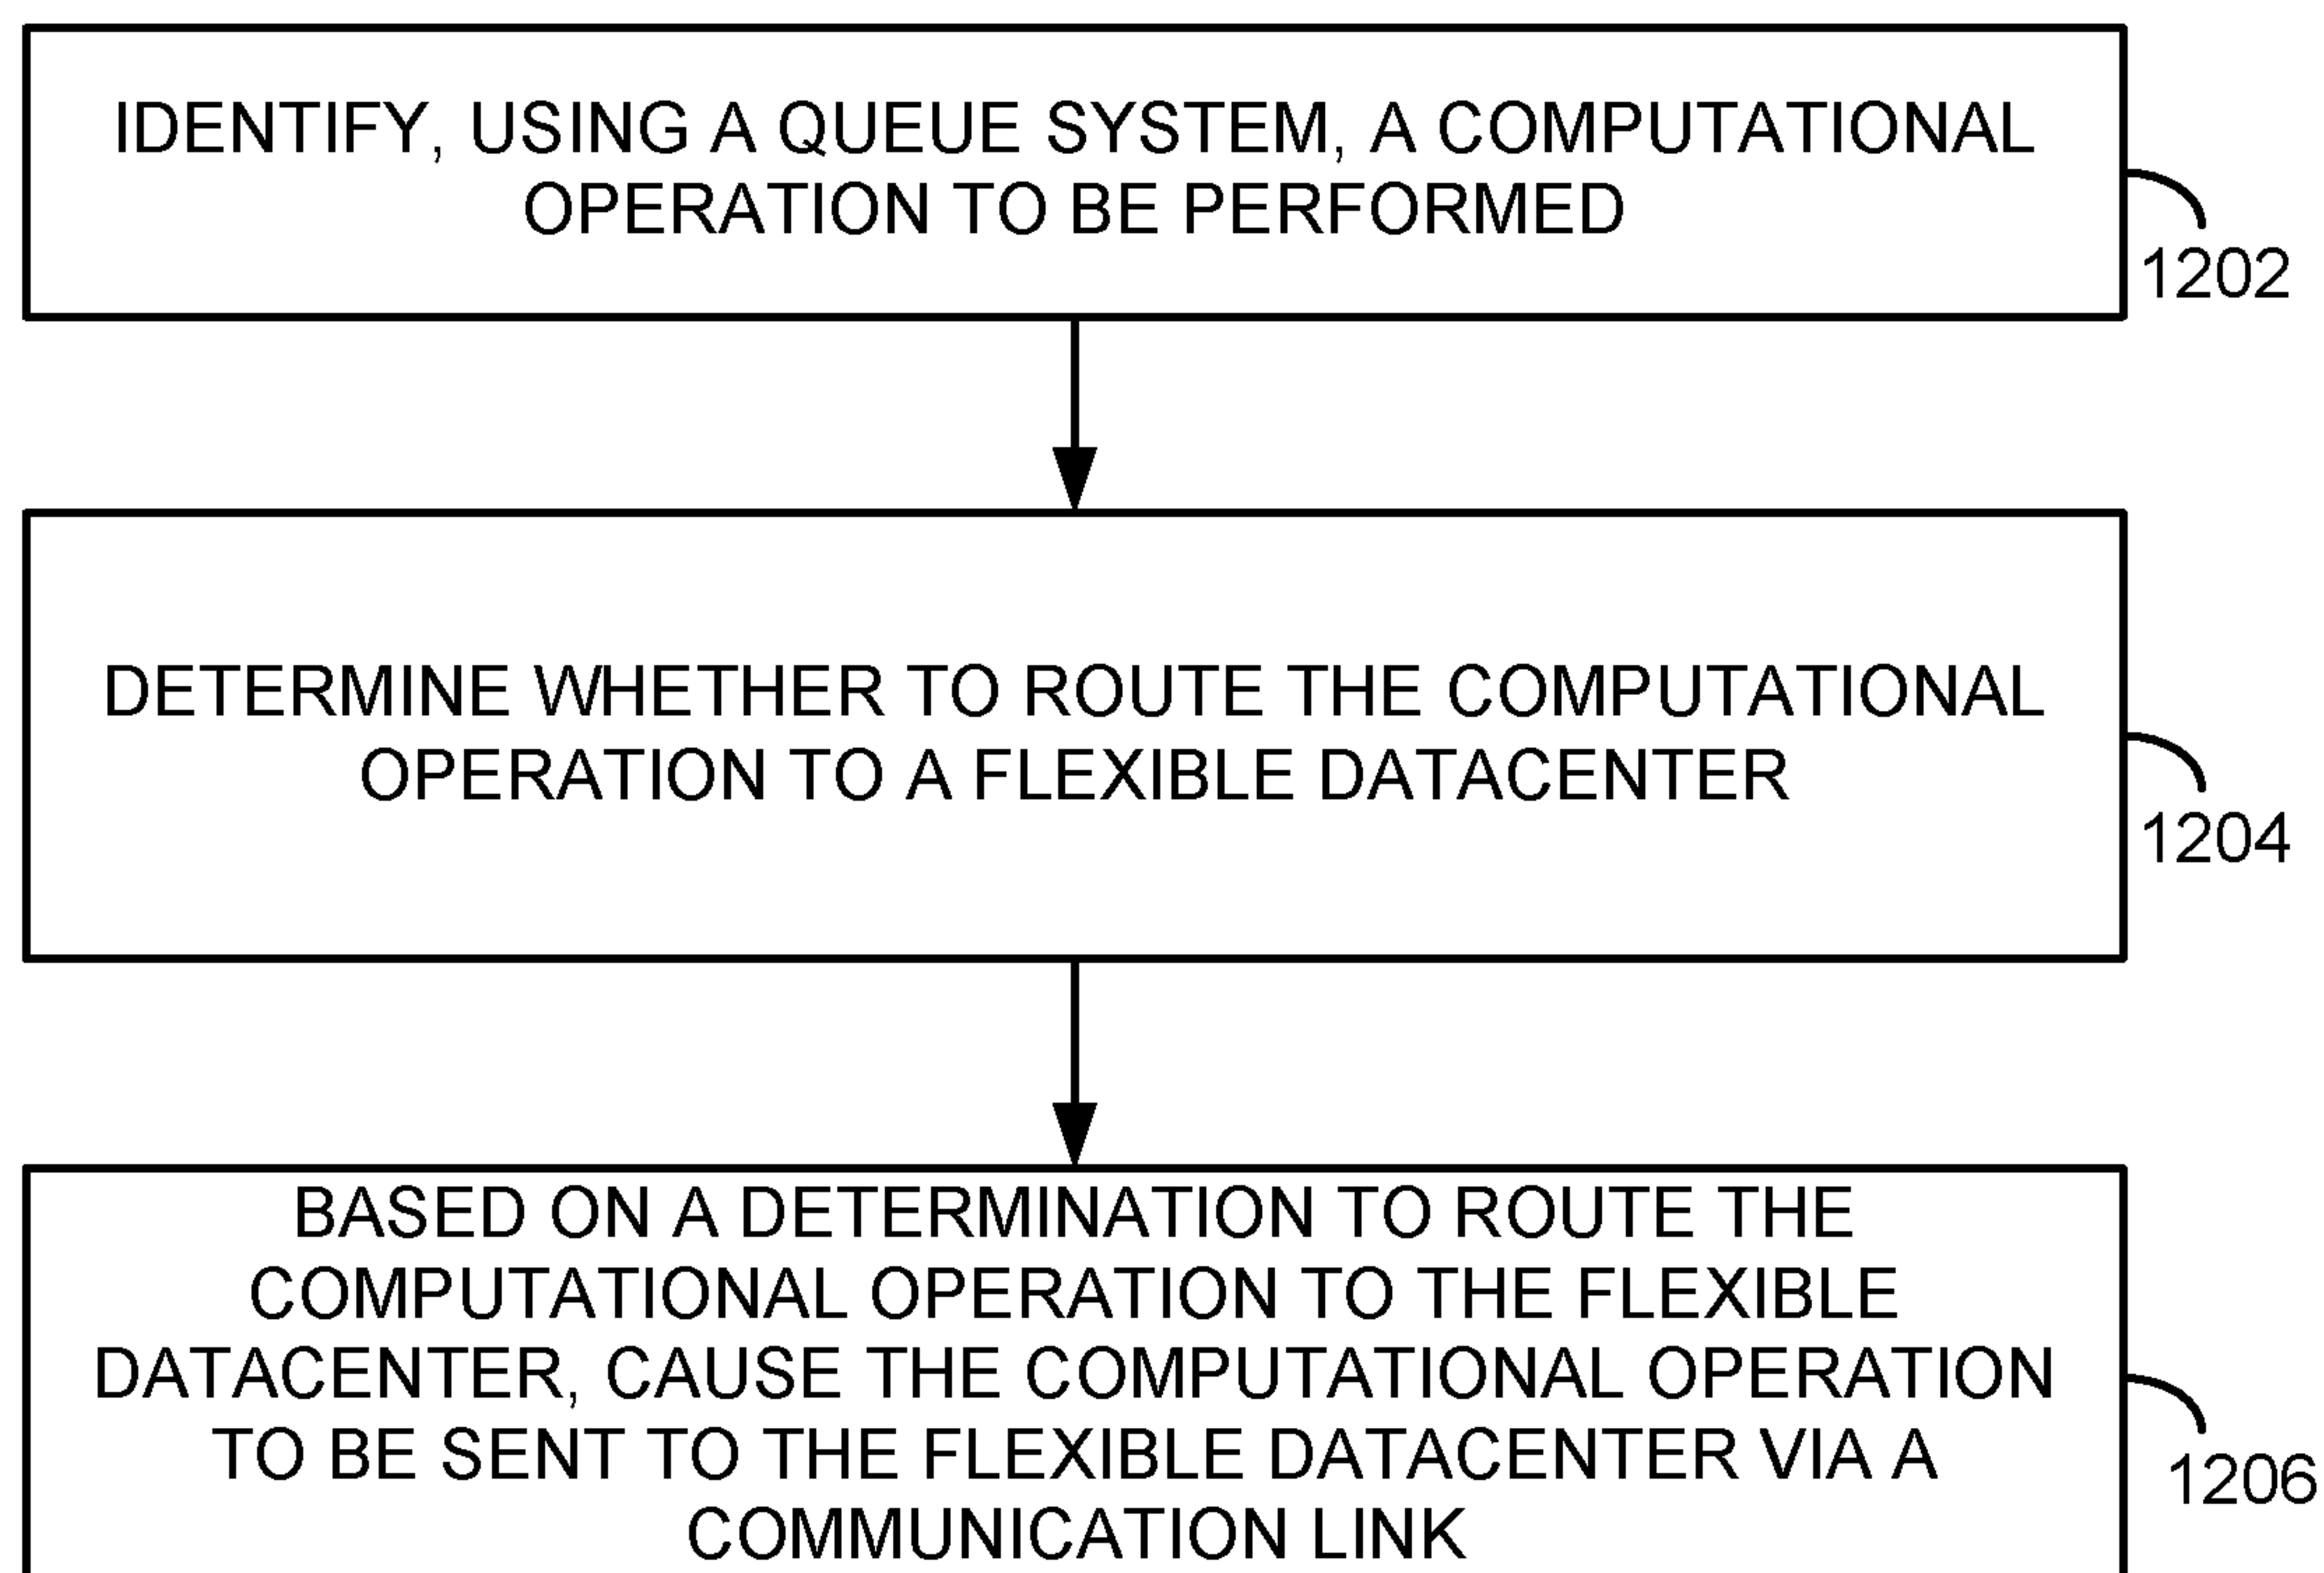 IDENTIFY, USING A QUEUE SYSTEM, A COMPUTATIONAL
OPERATION TO BE PERFORMED
1202
DETERMINE WHETHER TO ROUTE THE COMPUTATIONAL
OPERATION TO A FLEXIBLE DATACENTER
1204
BASED ON A DETERMINATION TO ROUTE THE
COMPUTATIONAL OPERATION TO THE FLEXIBLE
DATACENTER, CAUSE THE COMPUTATIONAL OPERATION
TO BE SENT TO THE FLEXIBLE DATACENTER VIA A
COMMUNICATION LINK
1206